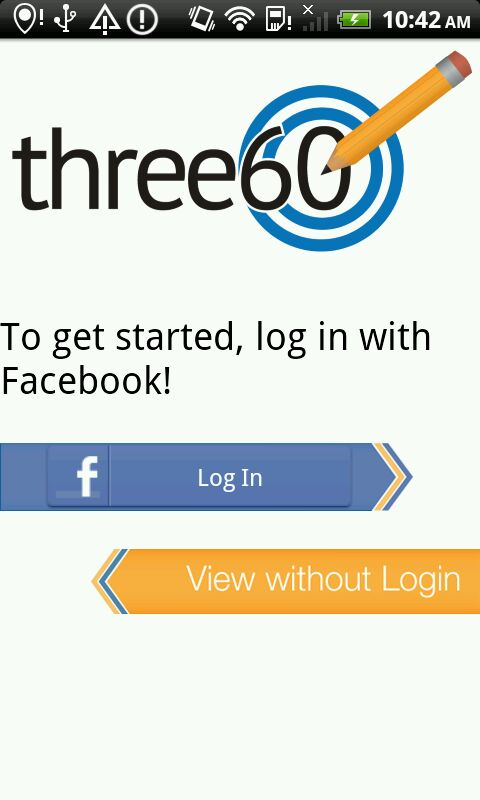 10:42 AM
three60
To get started, log in with
Facebook!
f Log In
View without Login